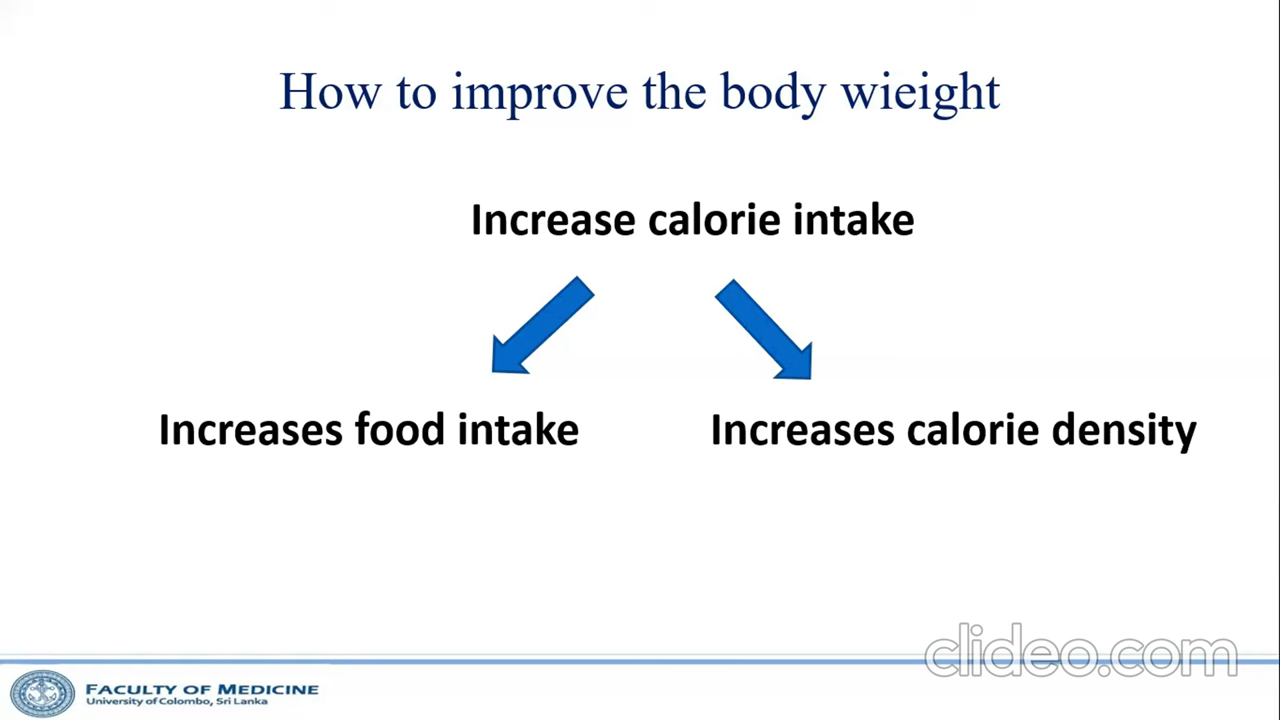 How to improve the body wieight
Increase calorie intake
Increases food intake
Increases calorie density
clideo.com
FACULTY OF MEDICINE
University of Colombo, Sri Lanka